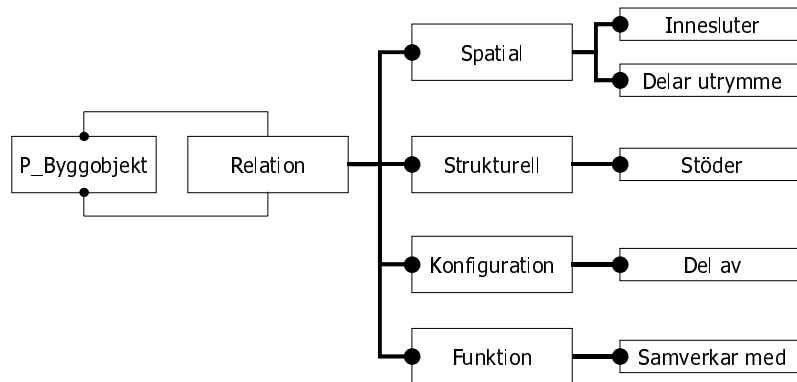 P_Byggobjekt
Relation
Spatial
Innesluter
Delar utrymme
Strukturell
Stöder
Konfiguration
Del av
Funktion
Samverkar med